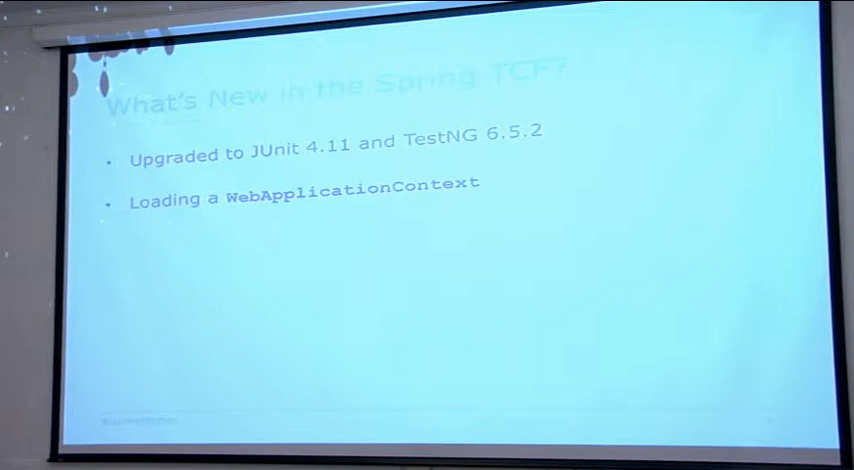 What's New in the Spring TCF?
• Upgraded to JUnit 4.11 and TestNG 6.5.2
• Loading a WebApplicationContext